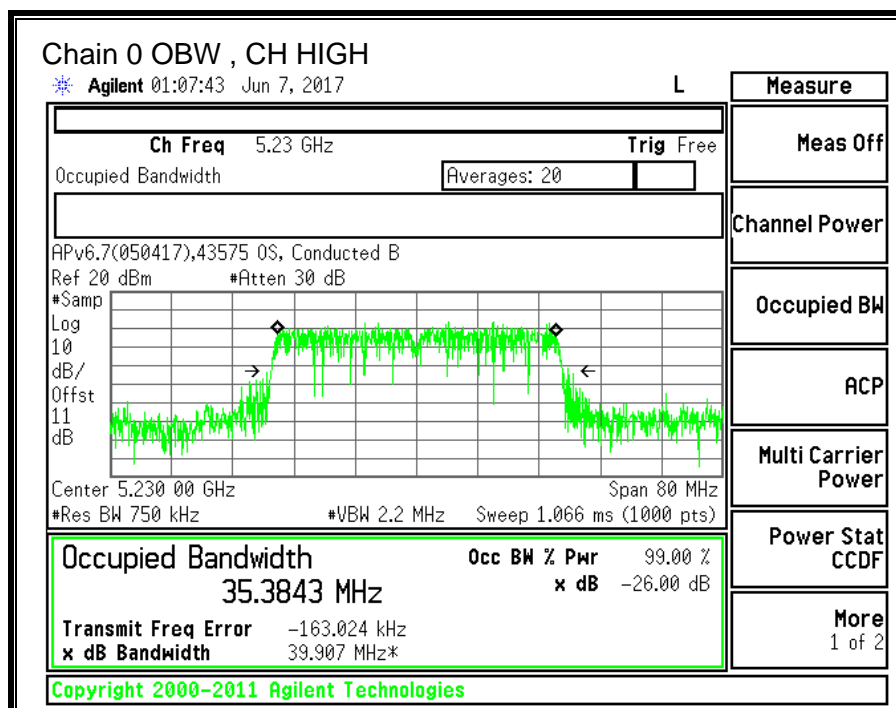 Chain 0 OBW , CH HIGH
Agilent 01:07:43 Jun 7, 2017 L
Measure
Ch Freq 5.23 GHz Trig Free
Meas Off
Occupied Bandwidth Averages: 20
Channel Power
APv6.7(050417),43575 OS, Conducted B
Ref 20 dBm #Atten 30 dB
#Samp
Log
10
dB/
Offst
11
dB
Occupied BW
ACP
Multi Carrier
Power
Center 5.230 00 GHz Span 80 MHz
#Res BW 750 kHz #VBW 2.2 MHz Sweep 1.066 ms (1000 pts)
Power Stat
CCDF
Occupied Bandwidth Occ BW % Pwr 99.00 %
35.3843 MHz x dB -26.00 dB
Transmit Freq Error -163.024 kHz
x dB Bandwidth 39.907 MHz*
More
1 of 2
Copyright 2000-2011 Agilent Technologies